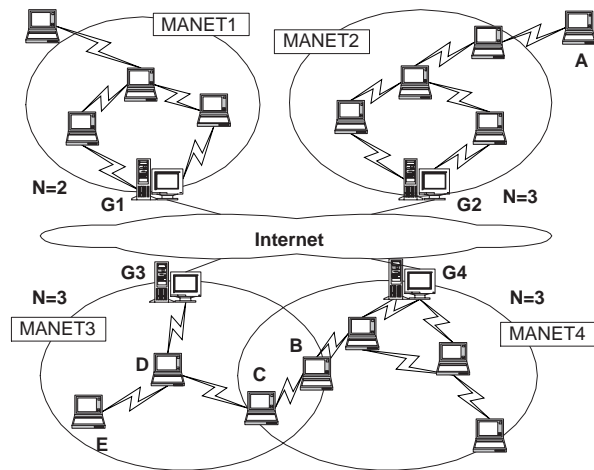 MANET1
MANET2
A
N=2
G1
G2
N=3
Internet
G3
G4
N=3
N=3
MANET3
MANET4
B
D
C
E